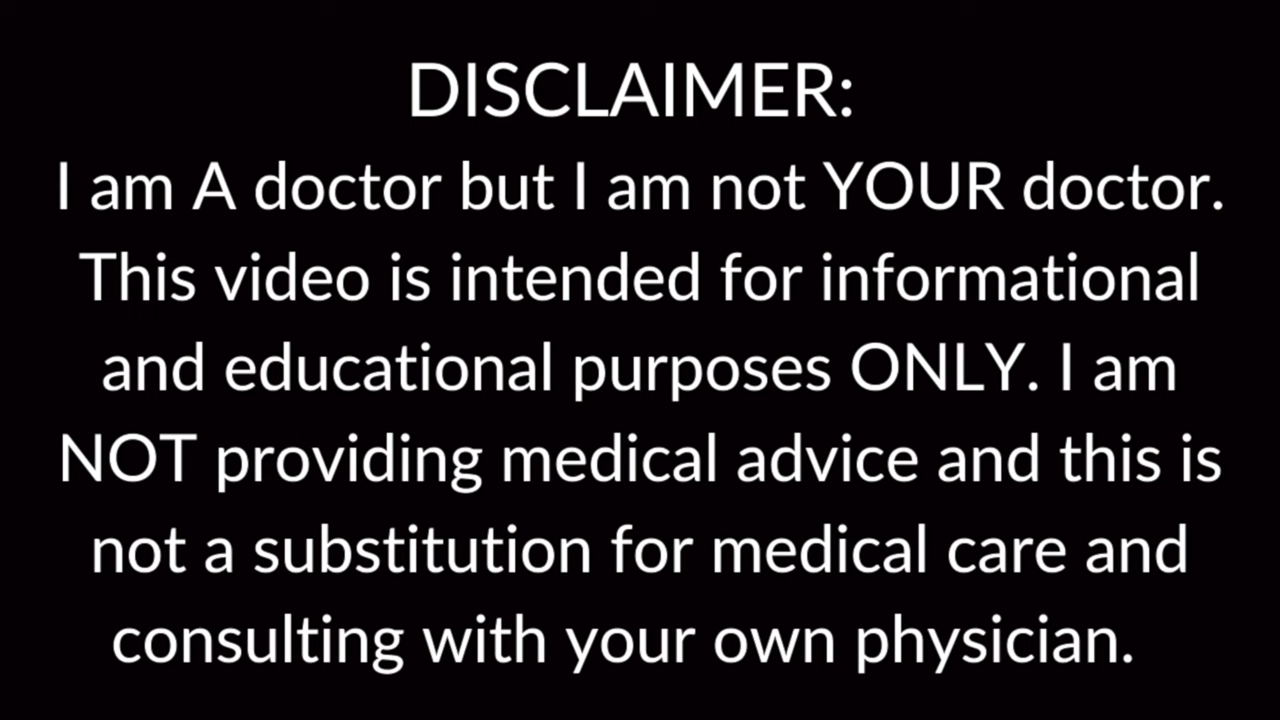 DISCLAIMER:
I am A doctor but I am not YOUR doctor.
This video is intended for informational
and educational purposes ONLY. I am
NOT providing medical advice and this is
not a substitution for medical care and
consulting with your own physician.